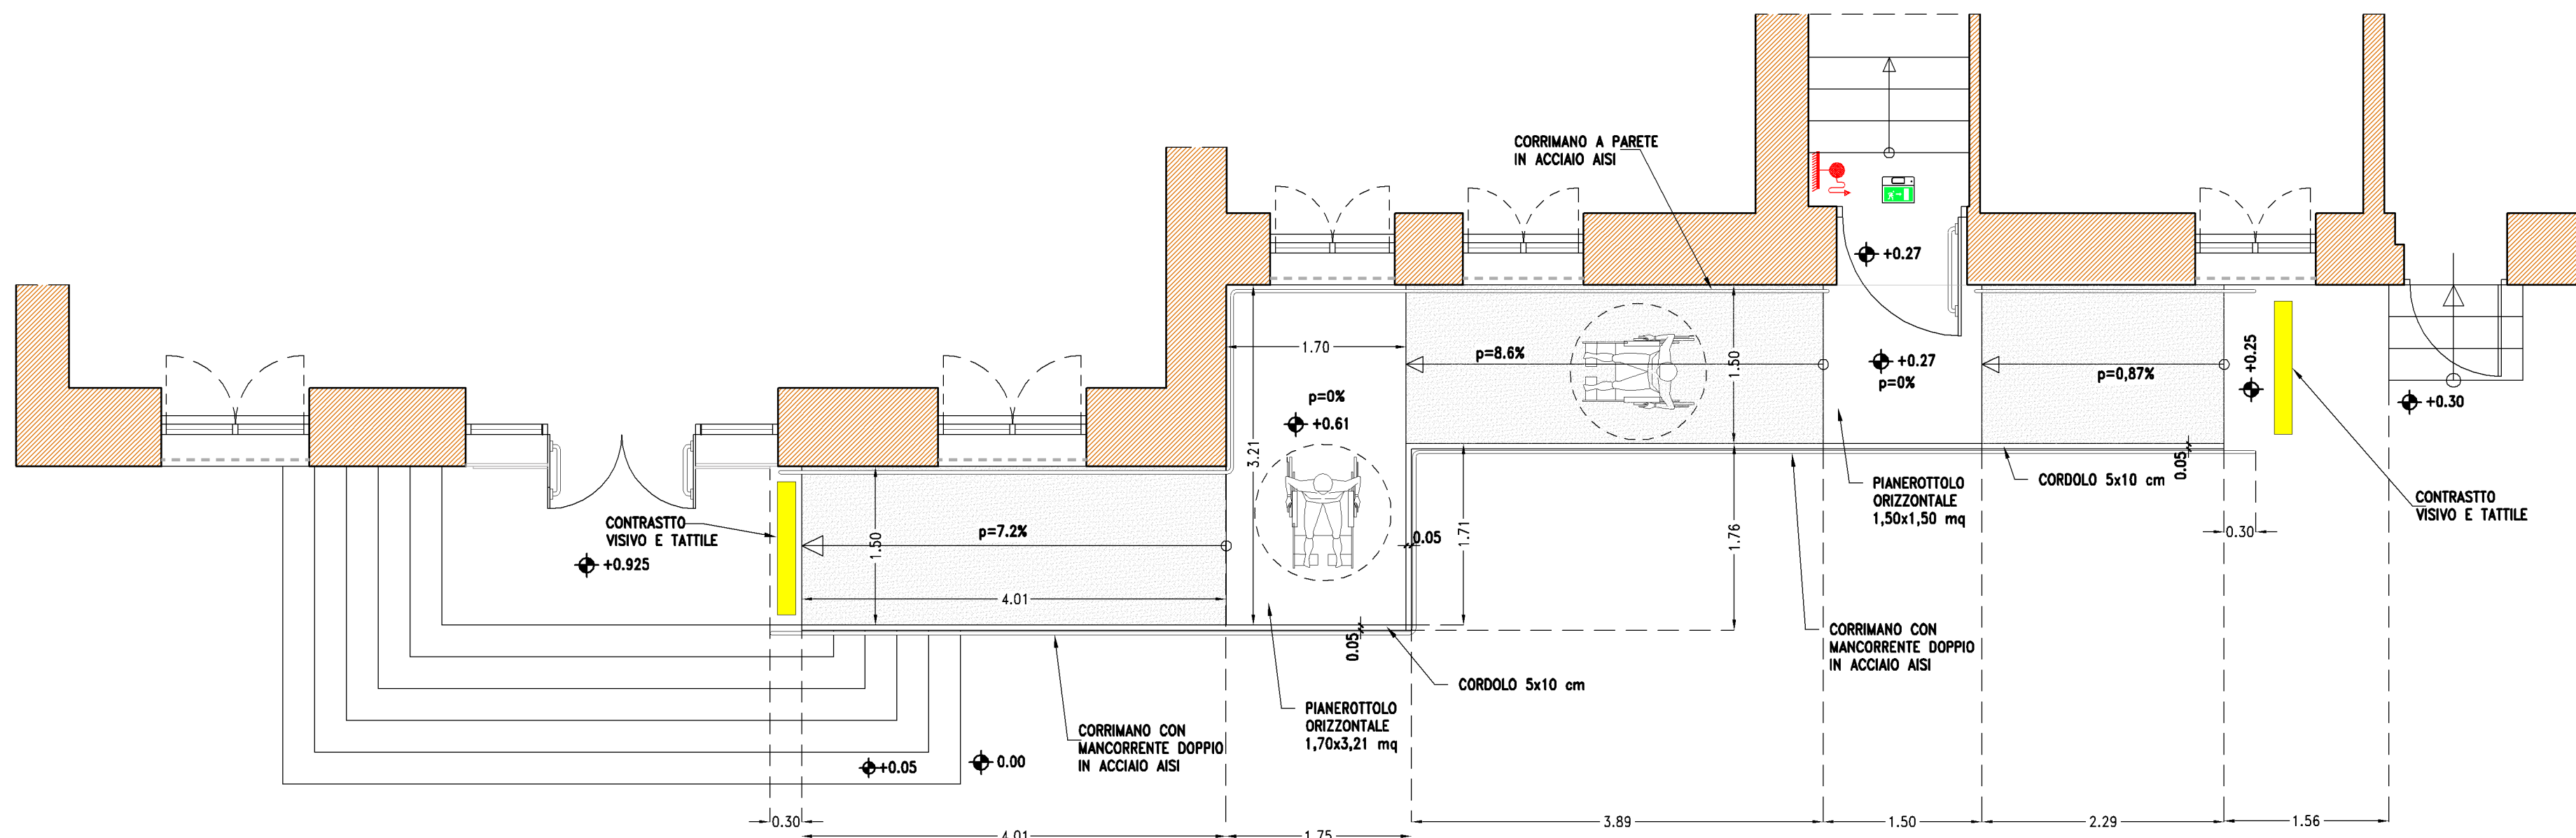 CORRIMANO A PARETE
IN ACCIAIO AISI
+0.27
1.70
p=8.6%
1.50
+0.27
p=0%
p=0,87%
+0.25
+0.30
p=0%
+0.61
3.21
CONTRASTTO
VISIVO E TATTILE
+0.925
p=7.2%
1.50
4.01
0.05
1.71
1.76
PIANEROTTOLO
ORIZZONTALE
1,50x1,50 mq
CORDOLO 5x10 cm
0.05
0.30
CONTRASTTO
VISIVO E TATTILE
0.05
CORRIMANO CON
MANCORRENTE DOPPIO
IN ACCIAIO AISI
CORDOLO 5x10 cm
PIANEROTTOLO
ORIZZONTALE
1,70x3,21 mq
CORRIMANO CON
MANCORRENTE DOPPIO
IN ACCIAIO AISI
+0.05
0.00
0.30
3.89
1.50
2.29
1.56
4.01
1.75